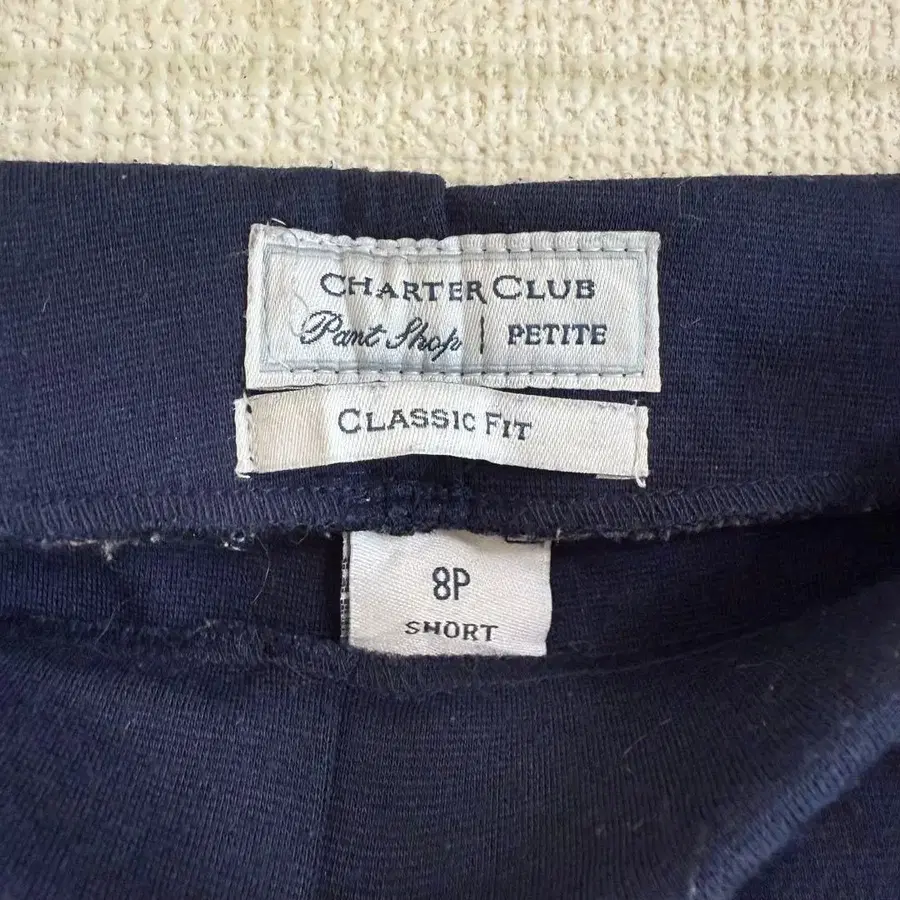 CHARTER CLUB
Pant Shop | PETITE
CLASSIC FIT
8P
SHORT